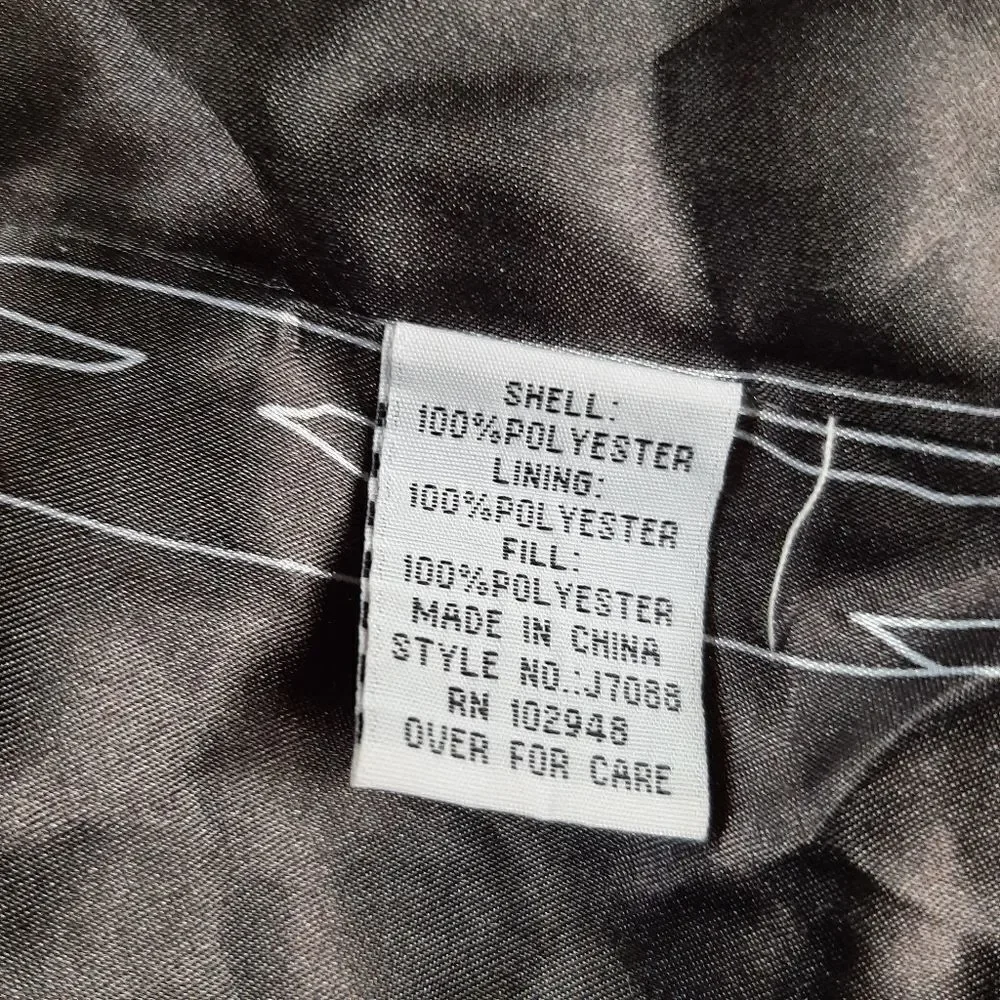 SHELL:
100%POLYESTER
LINING:
100%POLYESTER
FILL:
100%POLYESTER
MADE IN CHINA
STYLE NO.:J7088
RN 102948
OVER FOR CARE